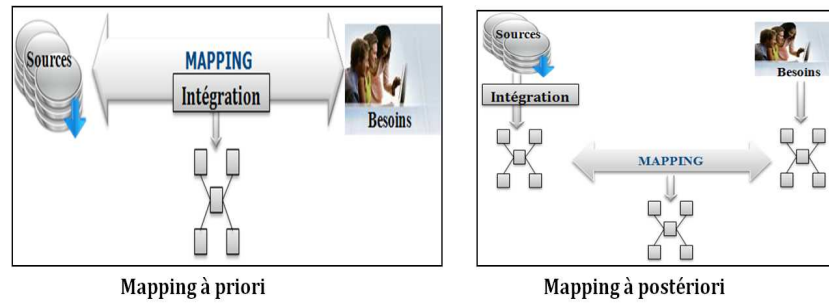 Sources
MAPPING
Intégration
Besoins
Mapping à priori
Sources
Intégration
Besoins
MAPPING
Mapping à postériori